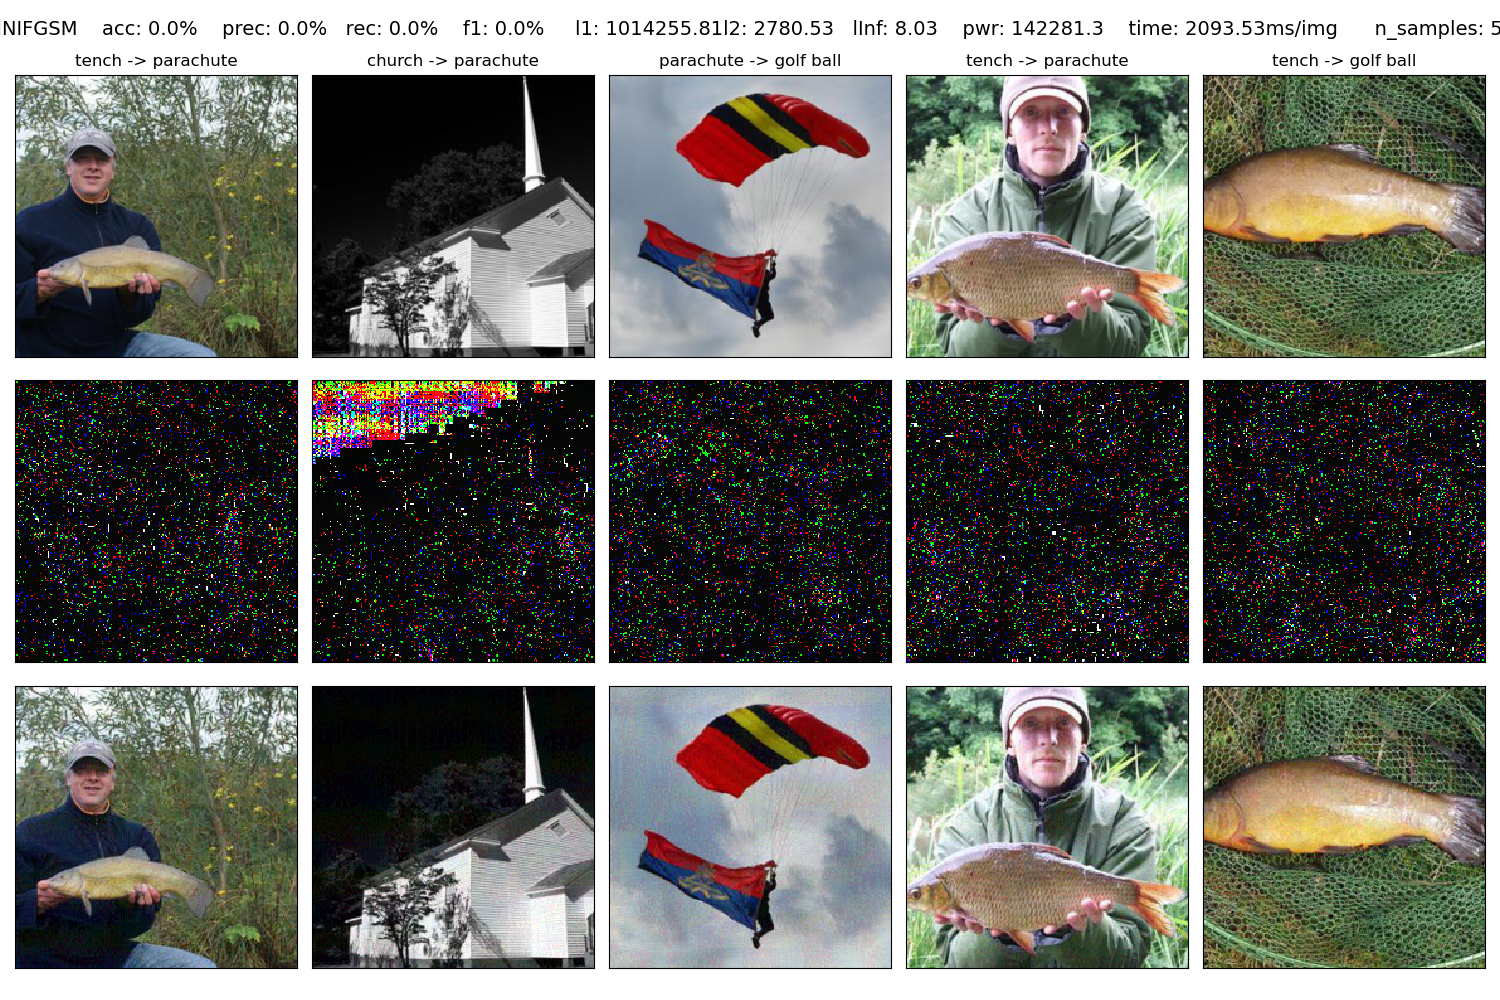 NIFGSM acc: 0.0% prec: 0.0% rec: 0.0% f1: 0.0% l1: 1014255.81l2: 2780.53 lInf: 8.03 pwr: 142281.3 time: 2093.53ms/img n_samples: 5
tench -> parachute church -> parachute parachute -> golf ball tench -> parachute tench -> golf ball